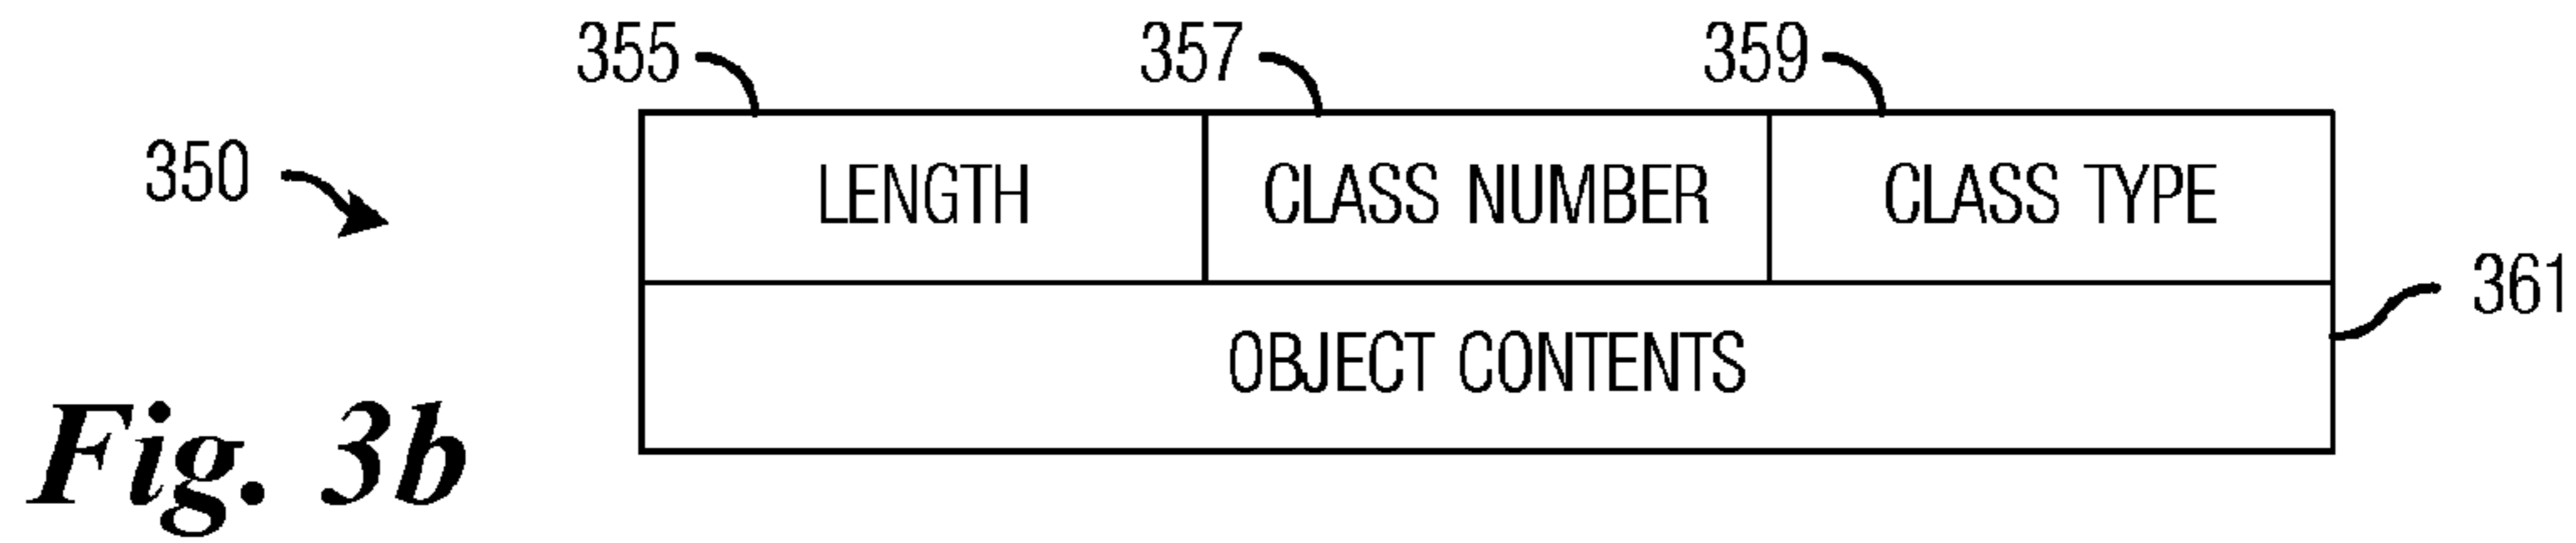 355 357 359
350 LENGTH CLASS NUMBER CLASS TYPE
361
OBJECT CONTENTS
Fig. 3b